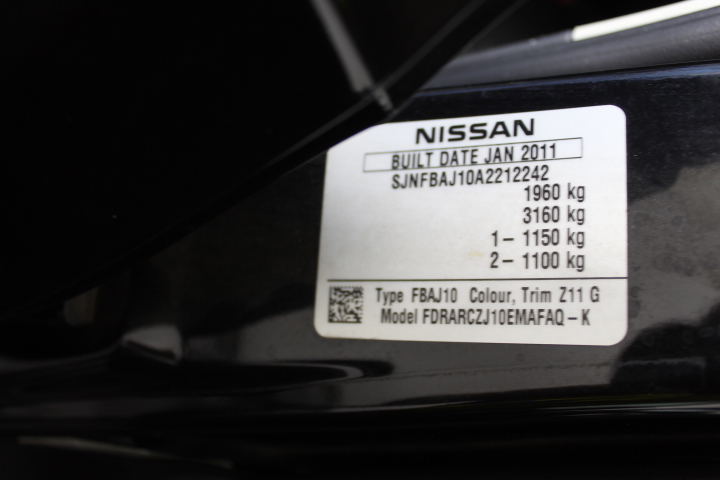 NISSAN
BUILT DATE JAN 2011
SJNFBAJ10A2212242
1960 kg
3160 kg
1- 1150 kg
2- 1100 kg
Type FBAJ10 Colour, Trim Z11 G
Model FDRARCZJ10EMAFAQ-K